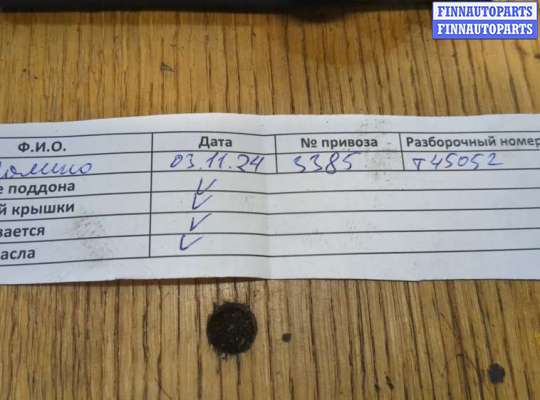 FINNAUTOPARTS
FINNAUTOPARTS
Ф.И.О. Дата № привоза Разборочный номер
03.11.24 3385 т45052
е поддона ✓
й крышки ✓
вается ✓
асла ✓